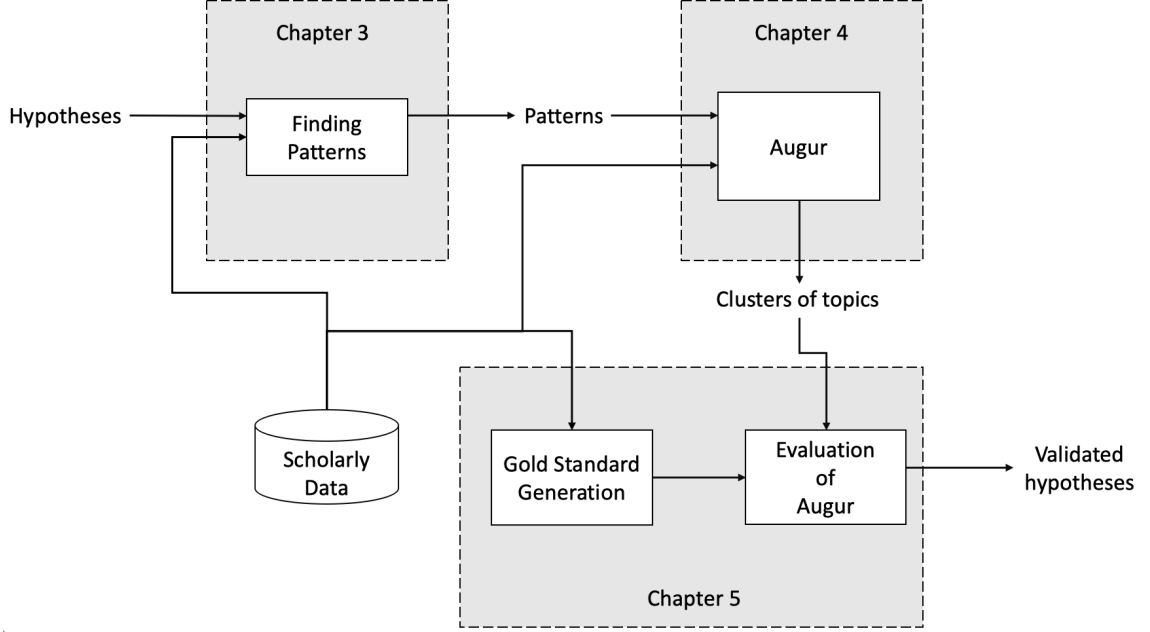 Chapter 3
Chapter 4
Hypotheses
Finding
Patterns
Patterns
Augur
Clusters of topics
Scholarly
Data
Gold Standard
Generation
Evaluation
of
Augur
Validated
hypotheses
Chapter 5